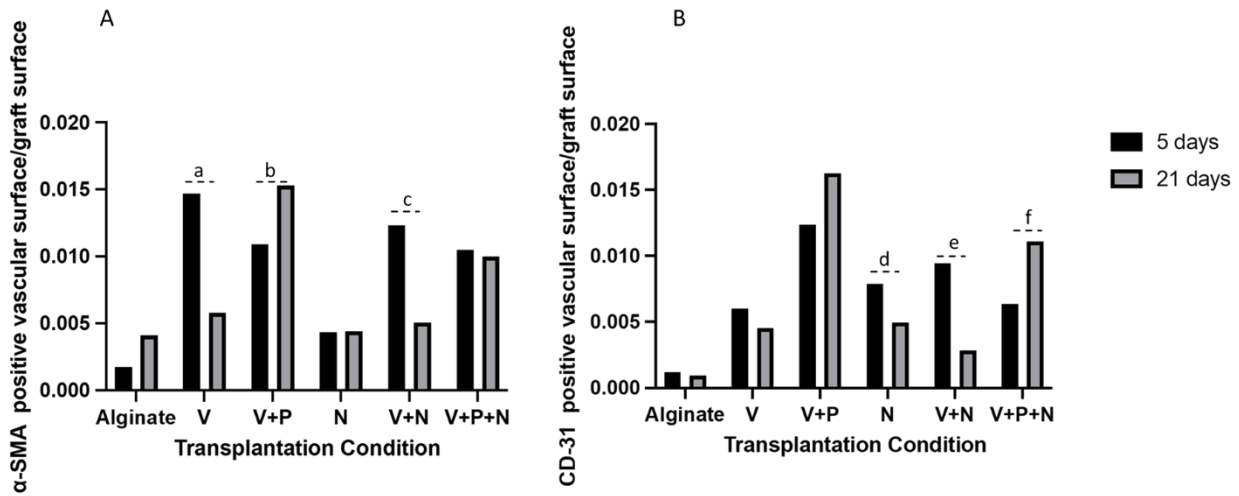 A
α-SMA positive vascular surface/graft surface
0.020
0.015
0.010
0.005
0.000
a
b
c
Alginate V V+P N V+N V+P+N
Transplantation Condition
B
CD-31 positive vascular surface/graft surface
0.020
0.015
0.010
0.005
0.000
d
e
f
Alginate V V+P N V+N V+P+N
Transplantation Condition
5 days
21 days